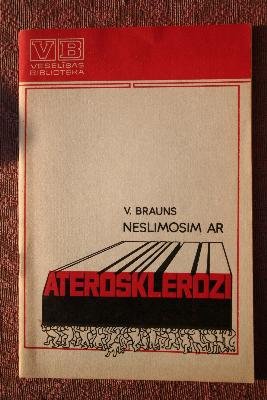 VB
VESELĪBAS
BIBLIOTĒKA
V. BRAUNS
NESLIMOSIM AR
ATEROSKLEROZI